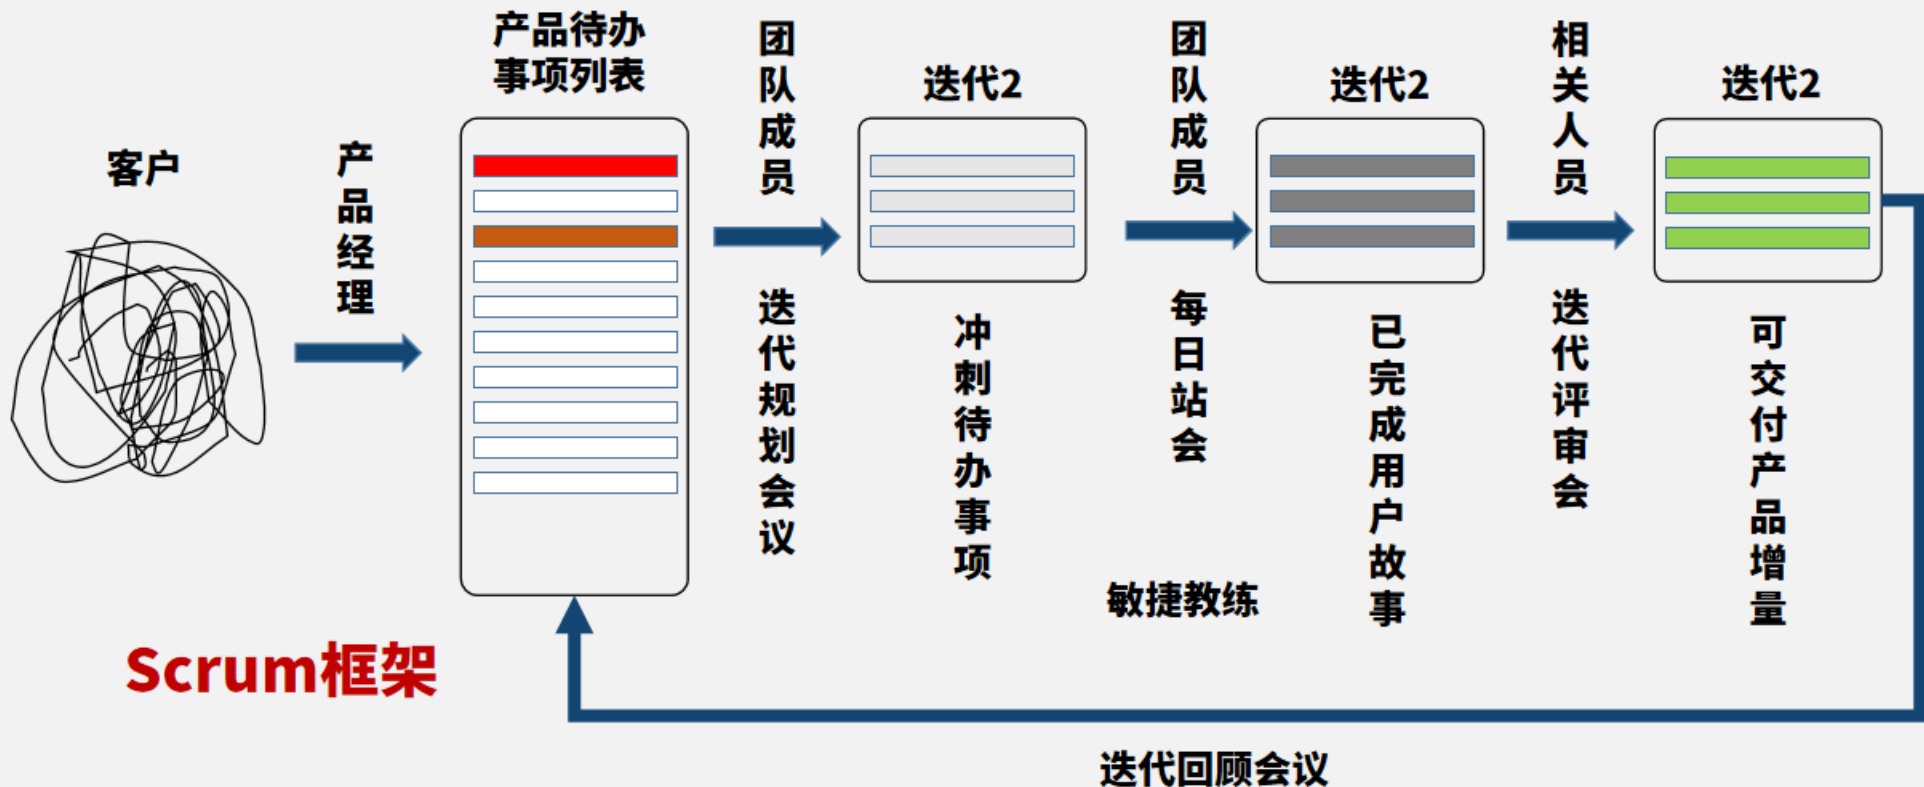 客户
产品经理
产品待办
事项列表
团队成员
迭代规划会议
迭代2
冲刺待办事项
团队成员
每日站会
迭代2
已完成用户故事
相关人员
迭代评审会
迭代2
可交付产品增量
敏捷教练
Scrum框架
迭代回顾会议